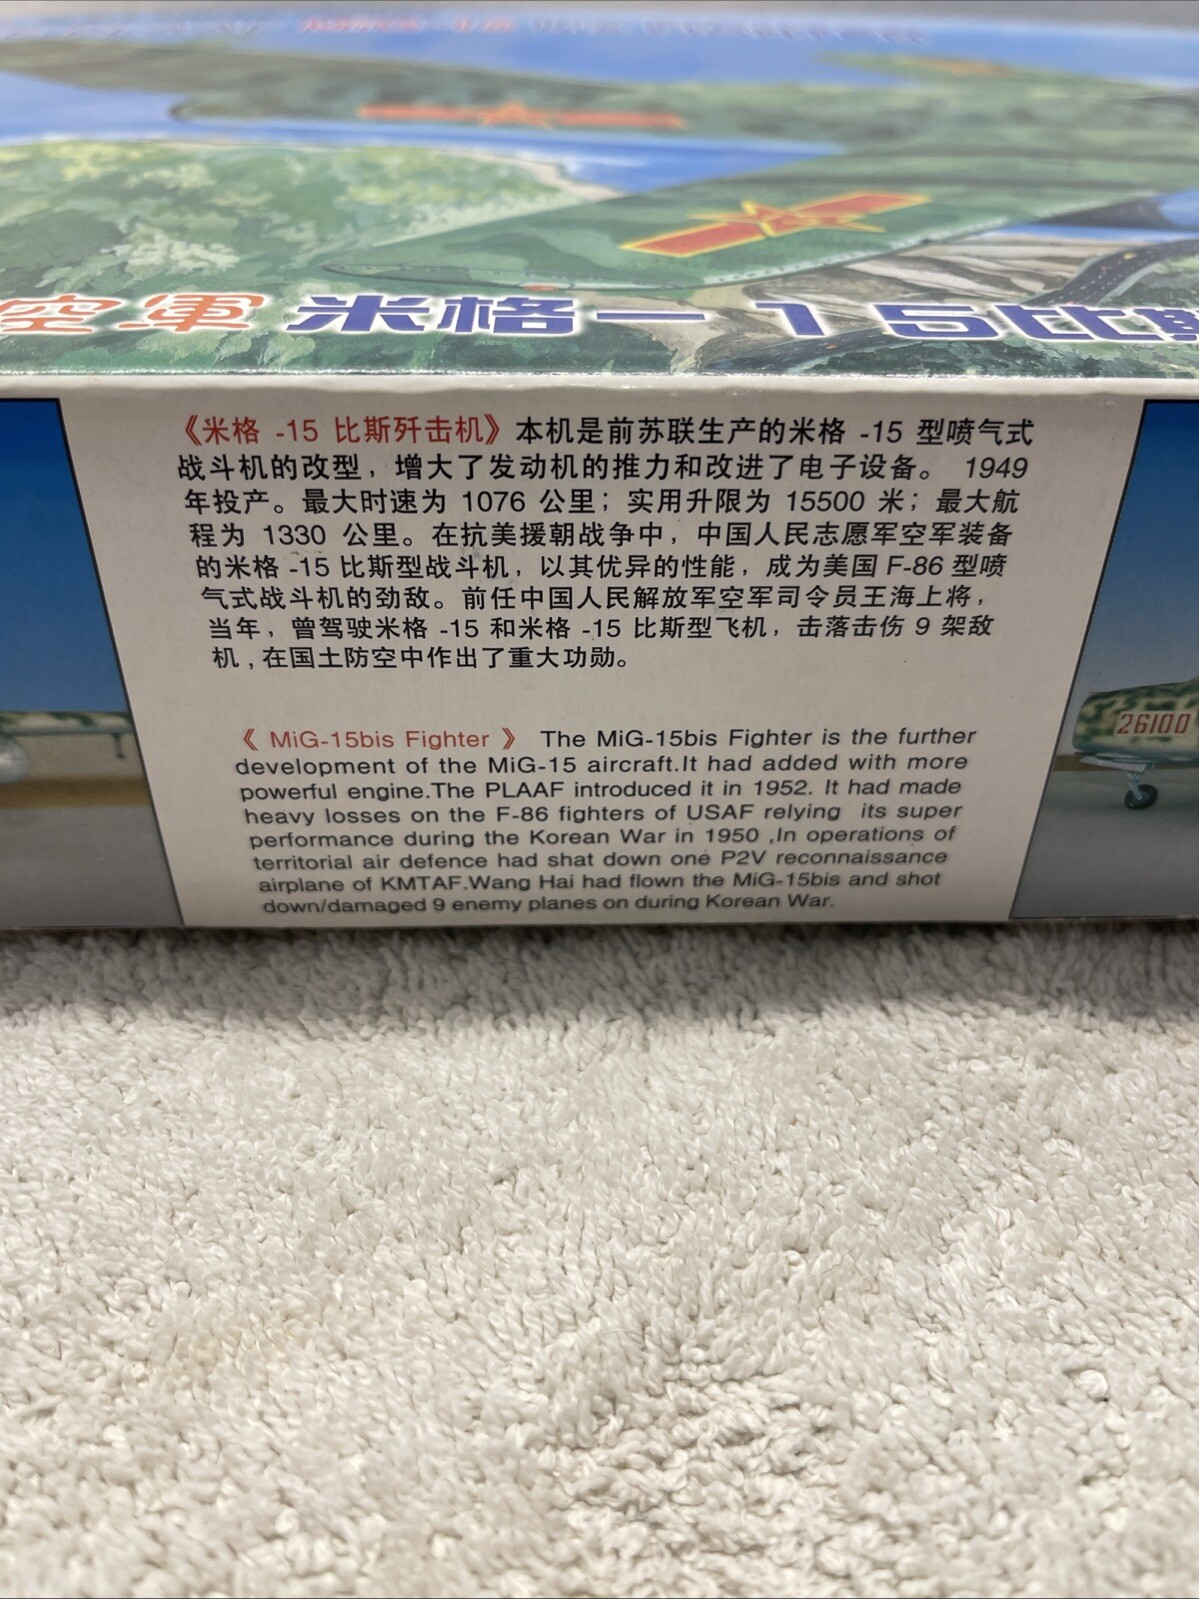 空軍 米格-15比斯
《米格 -15 比斯歼击机》本机是前苏联生产的米格 -15 型喷气式
战斗机的改型，增大了发动机的推力和改进了电子设备。 1949
年投产。最大时速为 1076 公里；实用升限为 15500 米；最大航
程为 1330 公里。在抗美援朝战争中，中国人民志愿军空军装备
的米格 -15 比斯型战斗机，以其优异的性能，成为美国 F-86 型喷
气式战斗机的劲敌。前任中国人民解放军空军司令员王海上将，
当年，曾驾驶米格 -15 和米格 -15 比斯型飞机，击落击伤 9 架敌
机，在国土防空中作出了重大功勋。
《 MiG-15bis Fighter 》 The MiG-15bis Fighter is the further
development of the MiG-15 aircraft.It had added with more
powerful engine.The PLAAF introduced it in 1952. It had made
heavy losses on the F-86 fighters of USAF relying its super
performance during the Korean War in 1950 ,In operations of
territorial air defence had shat down one P2V reconnaissance
airplane of KMTAF.Wang Hai had flown the MiG-15bis and shot
down/damaged 9 enemy planes on during Korean War.
26100